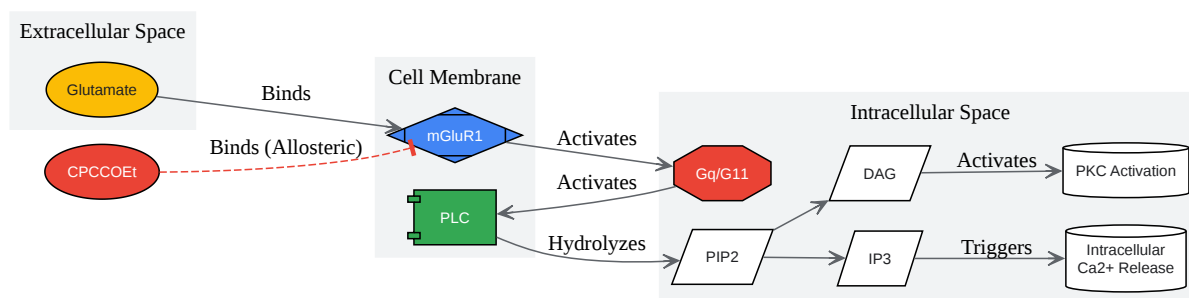 Extracellular Space
Glutamate
Binds
CPCCOEt
Binds (Allosteric)
Cell Membrane
mGluR1
PLC
Activates
Activates
Hydrolyzes
Intracellular Space
Gq/G11
PIP2
DAG
IP3
Activates
Triggers
PKC Activation
Intracellular
Ca2+ Release